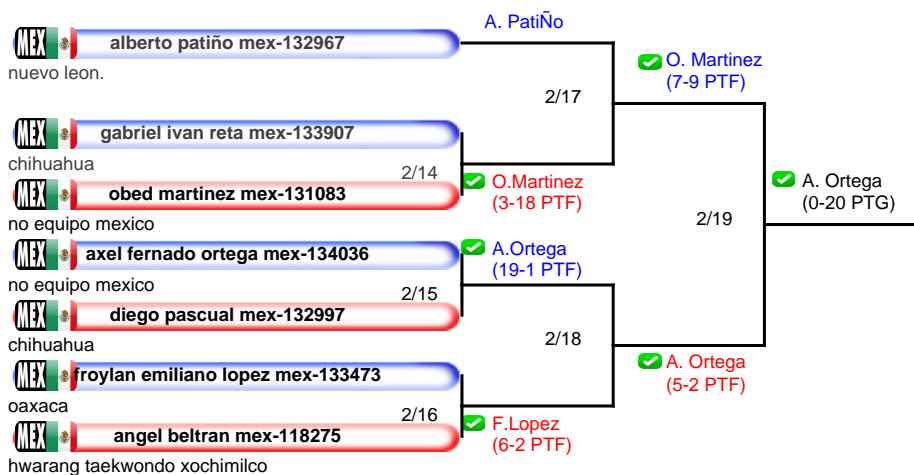 A. PatiÑo
MEX alberto patiño mex-132967
nuevo leon.
O. Martinez
(7-9 PTF)
2/17
MEX gabriel ivan reta mex-133907
chihuahua
2/14
MEX obed martinez mex-131083
no equipo mexico
O.Martinez
(3-18 PTF)
A. Ortega
(0-20 PTG)
2/19
MEX axel fernado ortega mex-134036
no equipo mexico
A.Ortega
(19-1 PTF)
2/15
MEX diego pascual mex-132997
chihuahua
2/18
MEX froylan emiliano lopez mex-133473
oaxaca
A. Ortega
(5-2 PTF)
2/16
MEX angel beltran mex-118275
hwarang taekwondo xochimilco
F.Lopez
(6-2 PTF)